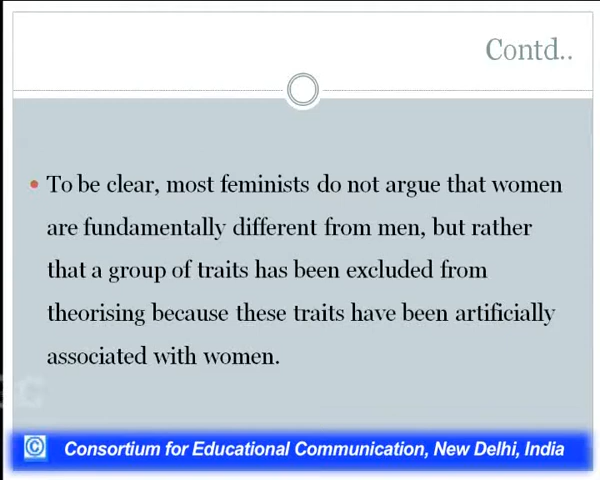 Contd..
• To be clear, most feminists do not argue that women
are fundamentally different from men, but rather
that a group of traits has been excluded from
theorising because these traits have been artificially
associated with women.
© Consortium for Educational Communication, New Delhi, India